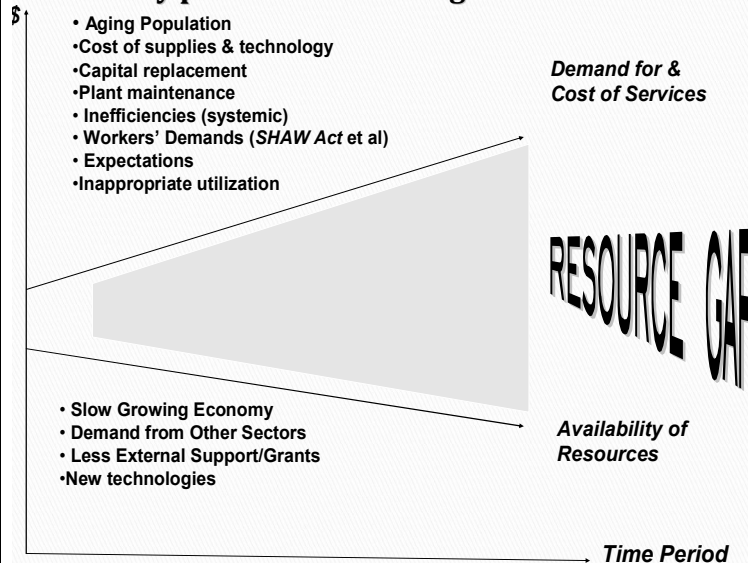 $
• Aging Population
•Cost of supplies & technology
•Capital replacement
•Plant maintenance
• Inefficiencies (systemic)
• Workers' Demands (SHAW Act et al)
• Expectations
•Inappropriate utilization
Demand for &
Cost of Services
RESOURCE GAP
• Slow Growing Economy
• Demand from Other Sectors
• Less External Support/Grants
•New technologies
Availability of
Resources
Time Period